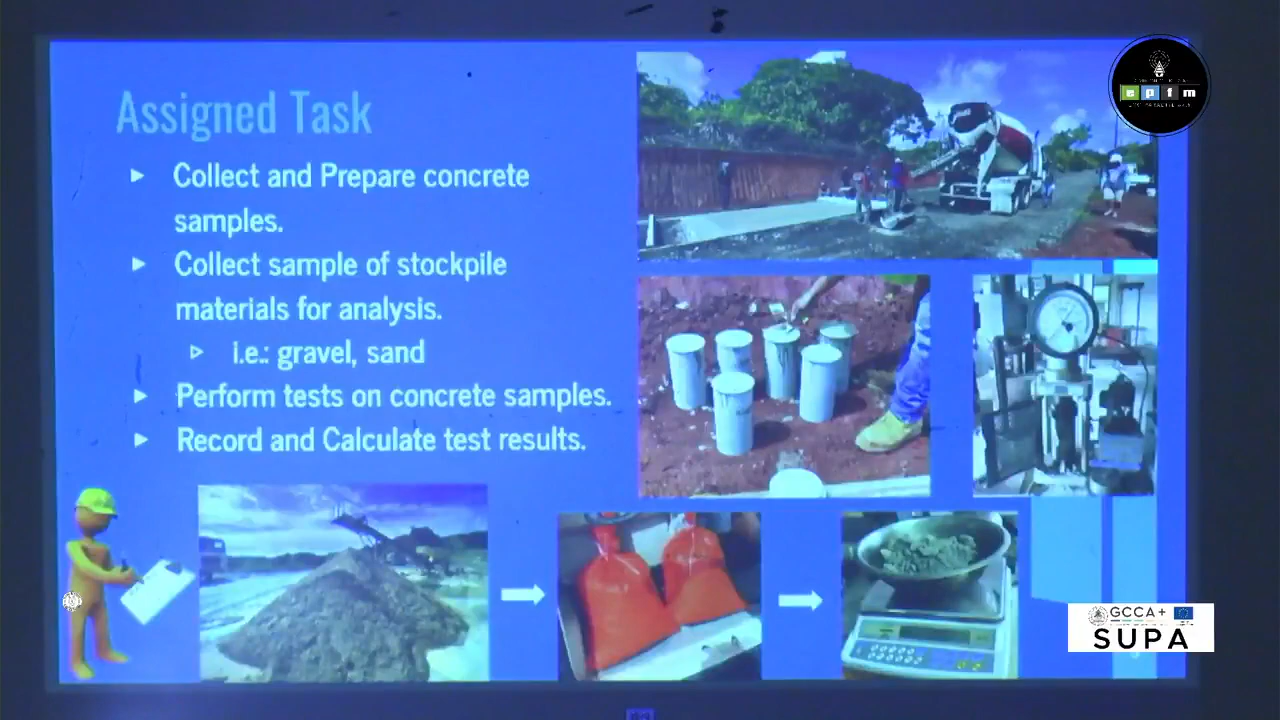 Assigned Task
► Collect and Prepare concrete
samples.
► Collect sample of stockpile
materials for analysis.
▷ i.e.: gravel, sand
► Perform tests on concrete samples.
► Record and Calculate test results.
epfm
GCCA+
SUPA